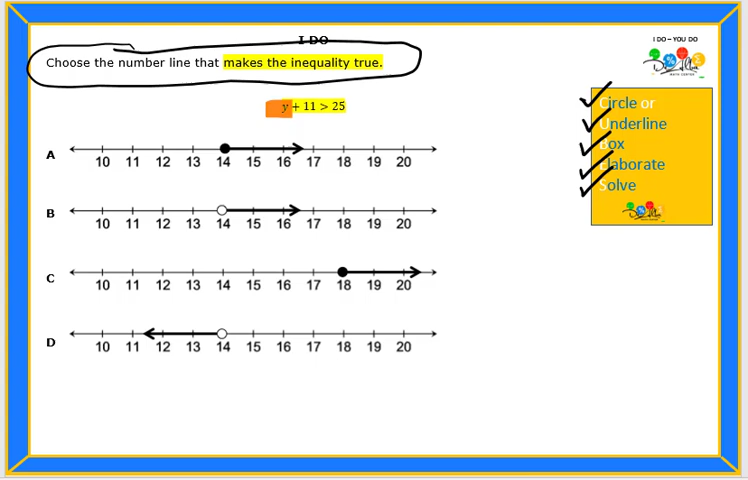 I DO
I DO – YOU DO
Choose the number line that makes the inequality true.
MATH CENTER
y + 11 > 25
Circle or
Underline
Box
Elaborate
Solve
A
10 11 12 13 14 15 16 17 18 19 20
B
10 11 12 13 14 15 16 17 18 19 20
C
10 11 12 13 14 15 16 17 18 19 20
D
10 11 12 13 14 15 16 17 18 19 20